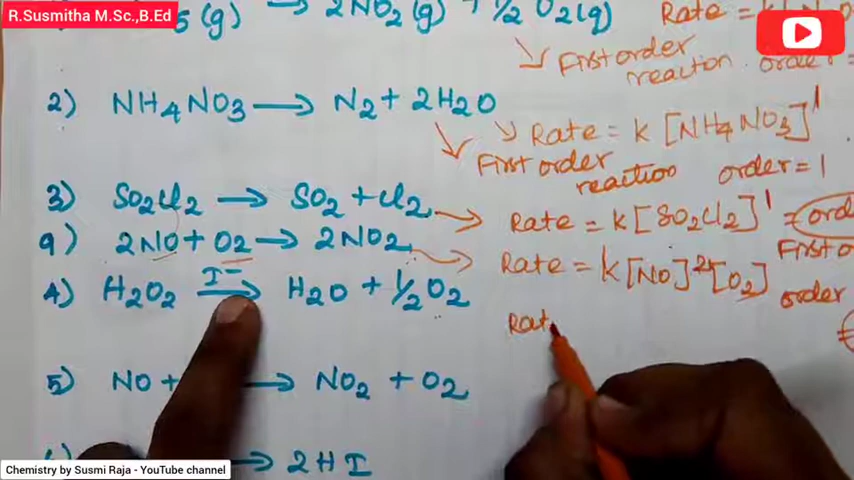 R.Susmitha M.Sc.,B.Ed
5(g) → 2NO2(g) + 1/2 O2(g)
Rate = k[N
First order
reaction order =
2) NH4NO3 → N2 + 2H2O
Rate = k [NH4NO3]^1
First order
reaction order = 1
3) SO2Cl2 → SO2 + Cl2
Rate = k[SO2Cl2]^1 = ord
First o
9) 2NO + O2 → 2NO2
Rate = k[NO]^2[O2]
order
4) H2O2 I^-→ H2O + 1/2 O2
Rat
5) NO + → NO2 + O2
→ 2HI
Chemistry by Susmi Raja - YouTube channel